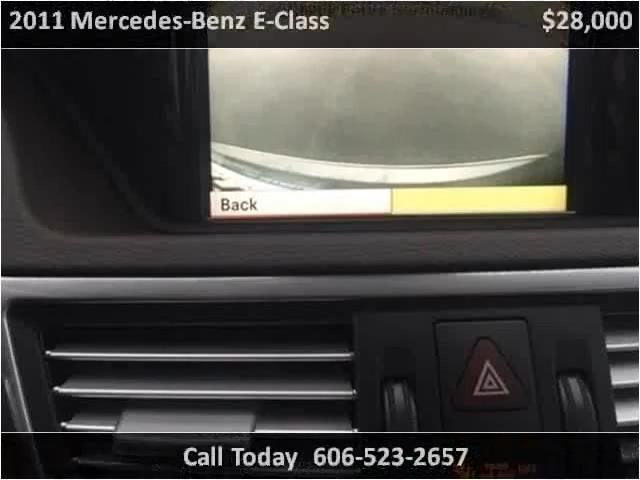 2011 Mercedes-Benz E-Class $28,000
Back
Call Today 606-523-2657